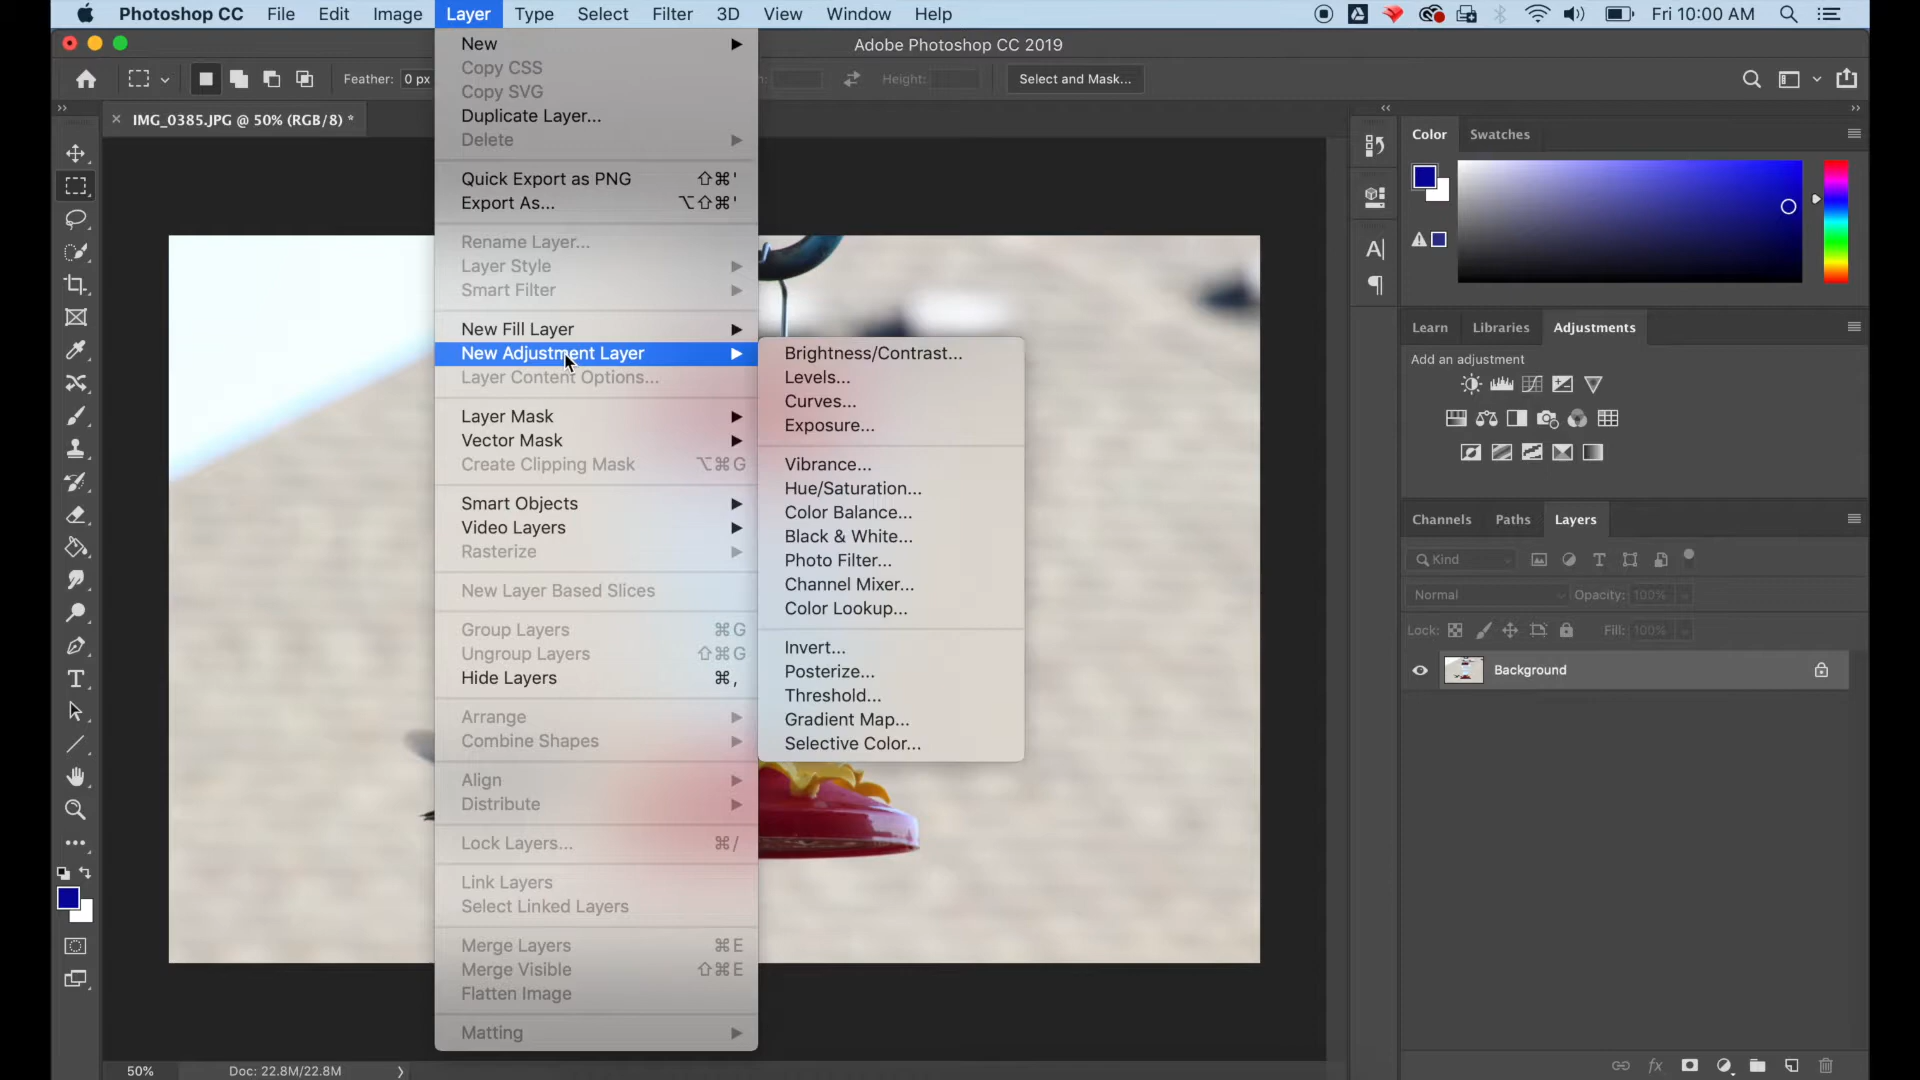 Photoshop CC File Edit Image Layer Type Select Filter 3D View Window Help Fri 10:00 AM
Adobe Photoshop CC 2019
Feather: 0 px Height: Select and Mask...
× IMG_0385.JPG @ 50% (RGB/8) *
New
Copy CSS
Copy SVG
Duplicate Layer...
Delete
Quick Export as PNG ⇧⌘'
Export As... ⌥⇧⌘'
Rename Layer...
Layer Style
Smart Filter
New Fill Layer
New Adjustment Layer
Layer Content Options...
Layer Mask
Vector Mask
Create Clipping Mask ⌥⌘G
Smart Objects
Video Layers
Rasterize
New Layer Based Slices
Group Layers ⌘G
Ungroup Layers ⇧⌘G
Hide Layers ⌘,
Arrange
Combine Shapes
Align
Distribute
Lock Layers... ⌘/
Link Layers
Select Linked Layers
Merge Layers ⌘E
Merge Visible ⇧⌘E
Flatten Image
Matting
Brightness/Contrast...
Levels...
Curves...
Exposure...
Vibrance...
Hue/Saturation...
Color Balance...
Black & White...
Photo Filter...
Channel Mixer...
Color Lookup...
Invert...
Posterize...
Threshold...
Gradient Map...
Selective Color...
Color Swatches
Learn Libraries Adjustments
Add an adjustment
Channels Paths Layers
Kind
Normal Opacity: 100%
Lock: Fill: 100%
Background
50% Doc: 22.8M/22.8M